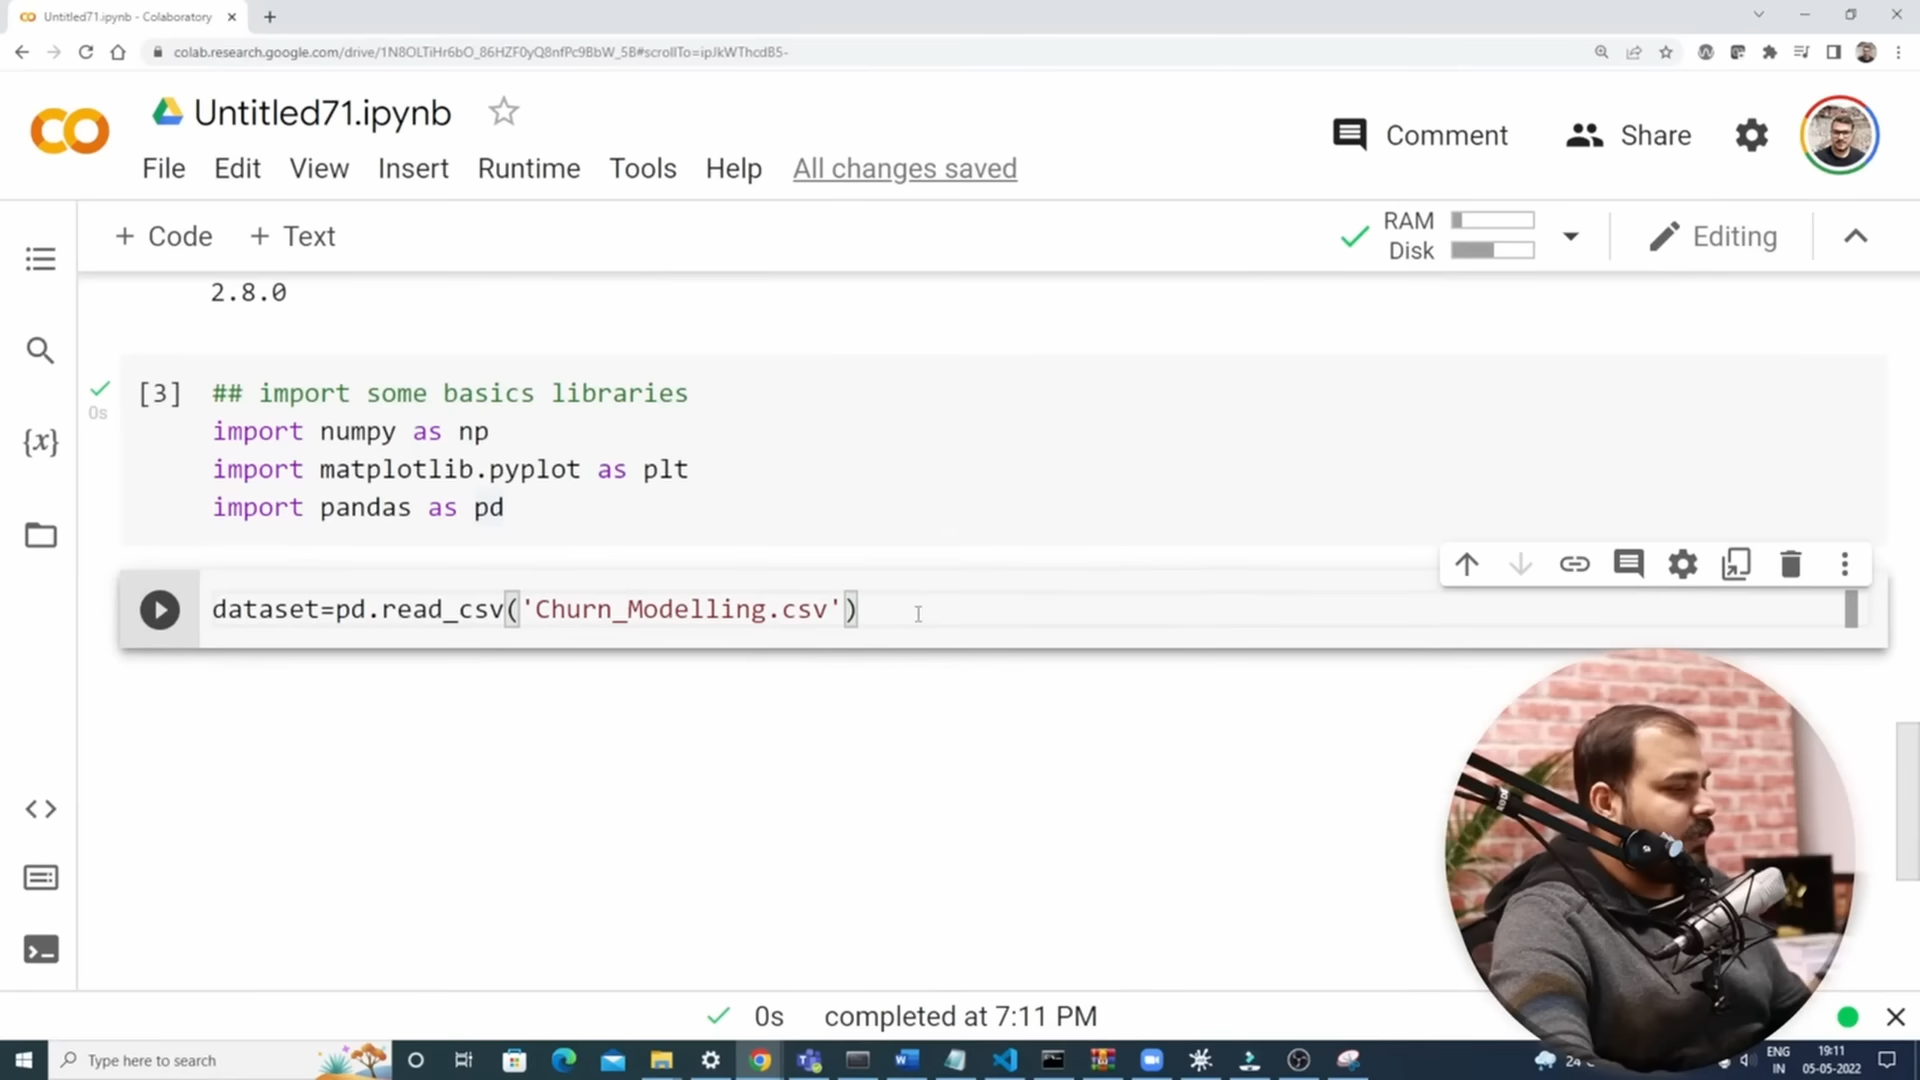 Untitled71.ipynb - Colaboratory
colab.research.google.com/drive/1N8OLTiHr6bO_86HZF0yQ8nfPc9BbW_5B#scrollTo=ipJkWThcdB5-
Untitled71.ipynb
Comment
Share
File Edit View Insert Runtime Tools Help All changes saved
+ Code + Text
RAM
Disk
Editing
2.8.0
[3] ## import some basics libraries
0s
import numpy as np
import matplotlib.pyplot as plt
import pandas as pd
{x}
dataset=pd.read_csv('Churn_Modelling.csv')
RODE
0s completed at 7:11 PM
Type here to search
ENG
IN
19:11
05-05-2022